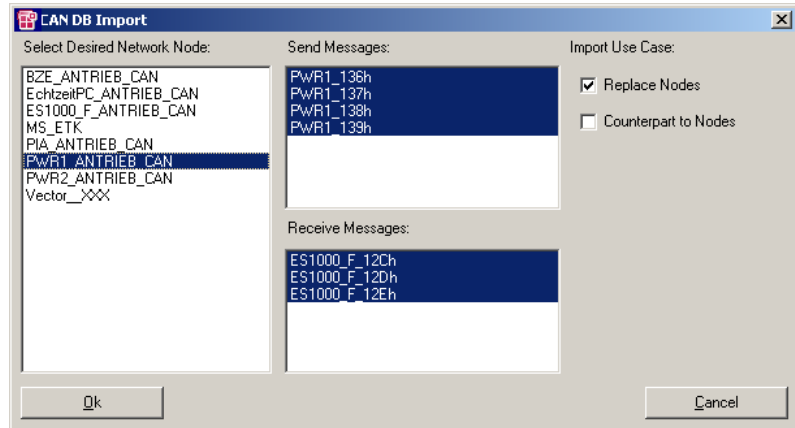 CAN DB Import
Select Desired Network Node:
BZE_ANTRIEB_CAN
EchtzeitPC_ANTRIEB_CAN
ES1000_F_ANTRIEB_CAN
MS_ETK
PIA_ANTRIEB_CAN
PWR1_ANTRIEB_CAN
PWR2_ANTRIEB_CAN
Vector__XXX
Send Messages:
PWR1_136h
PWR1_137h
PWR1_138h
PWR1_139h
Receive Messages:
ES1000_F_12Ch
ES1000_F_12Dh
ES1000_F_12Eh
Import Use Case:
Replace Nodes
Counterpart to Nodes
Ok
Cancel